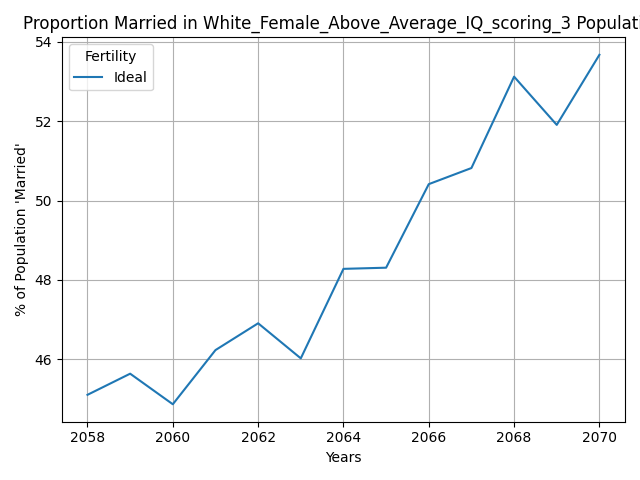 Proportion Married in White_Female_Above_Average_IQ_scoring_3 Populati
54
52
50
48
46
% of Population 'Married'
Fertility
Ideal
2058 2060 2062 2064 2066 2068 2070
Years